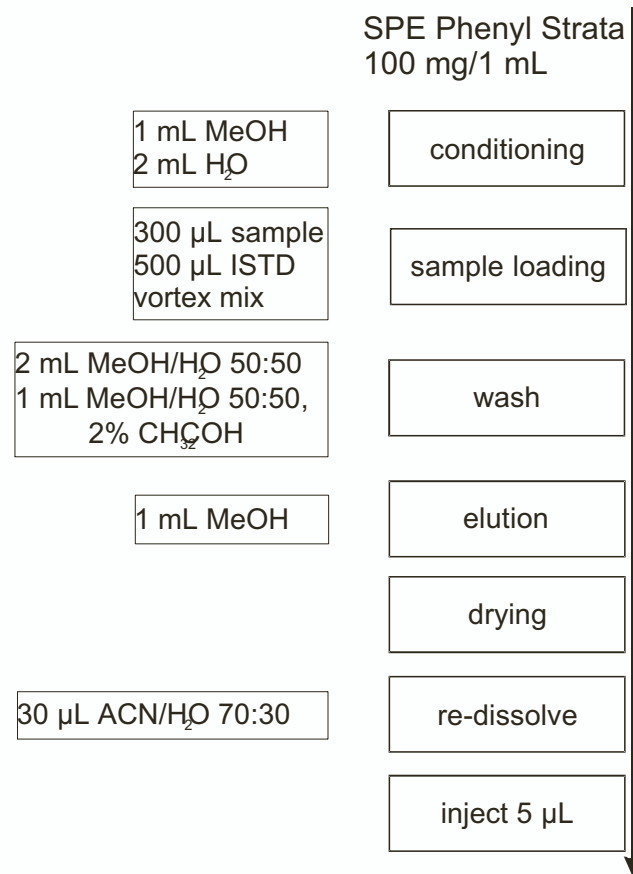 SPE Phenyl Strata
100 mg/1 mL
1 mL MeOH
2 mL H₂O
conditioning
300 µL sample
500 µL ISTD
vortex mix
sample loading
2 mL MeOH/H₂O 50:50
1 mL MeOH/H₂O 50:50,
2% CH₃CO₂H
wash
1 mL MeOH
elution
drying
30 µL ACN/H₂O 70:30
re-dissolve
inject 5 µL